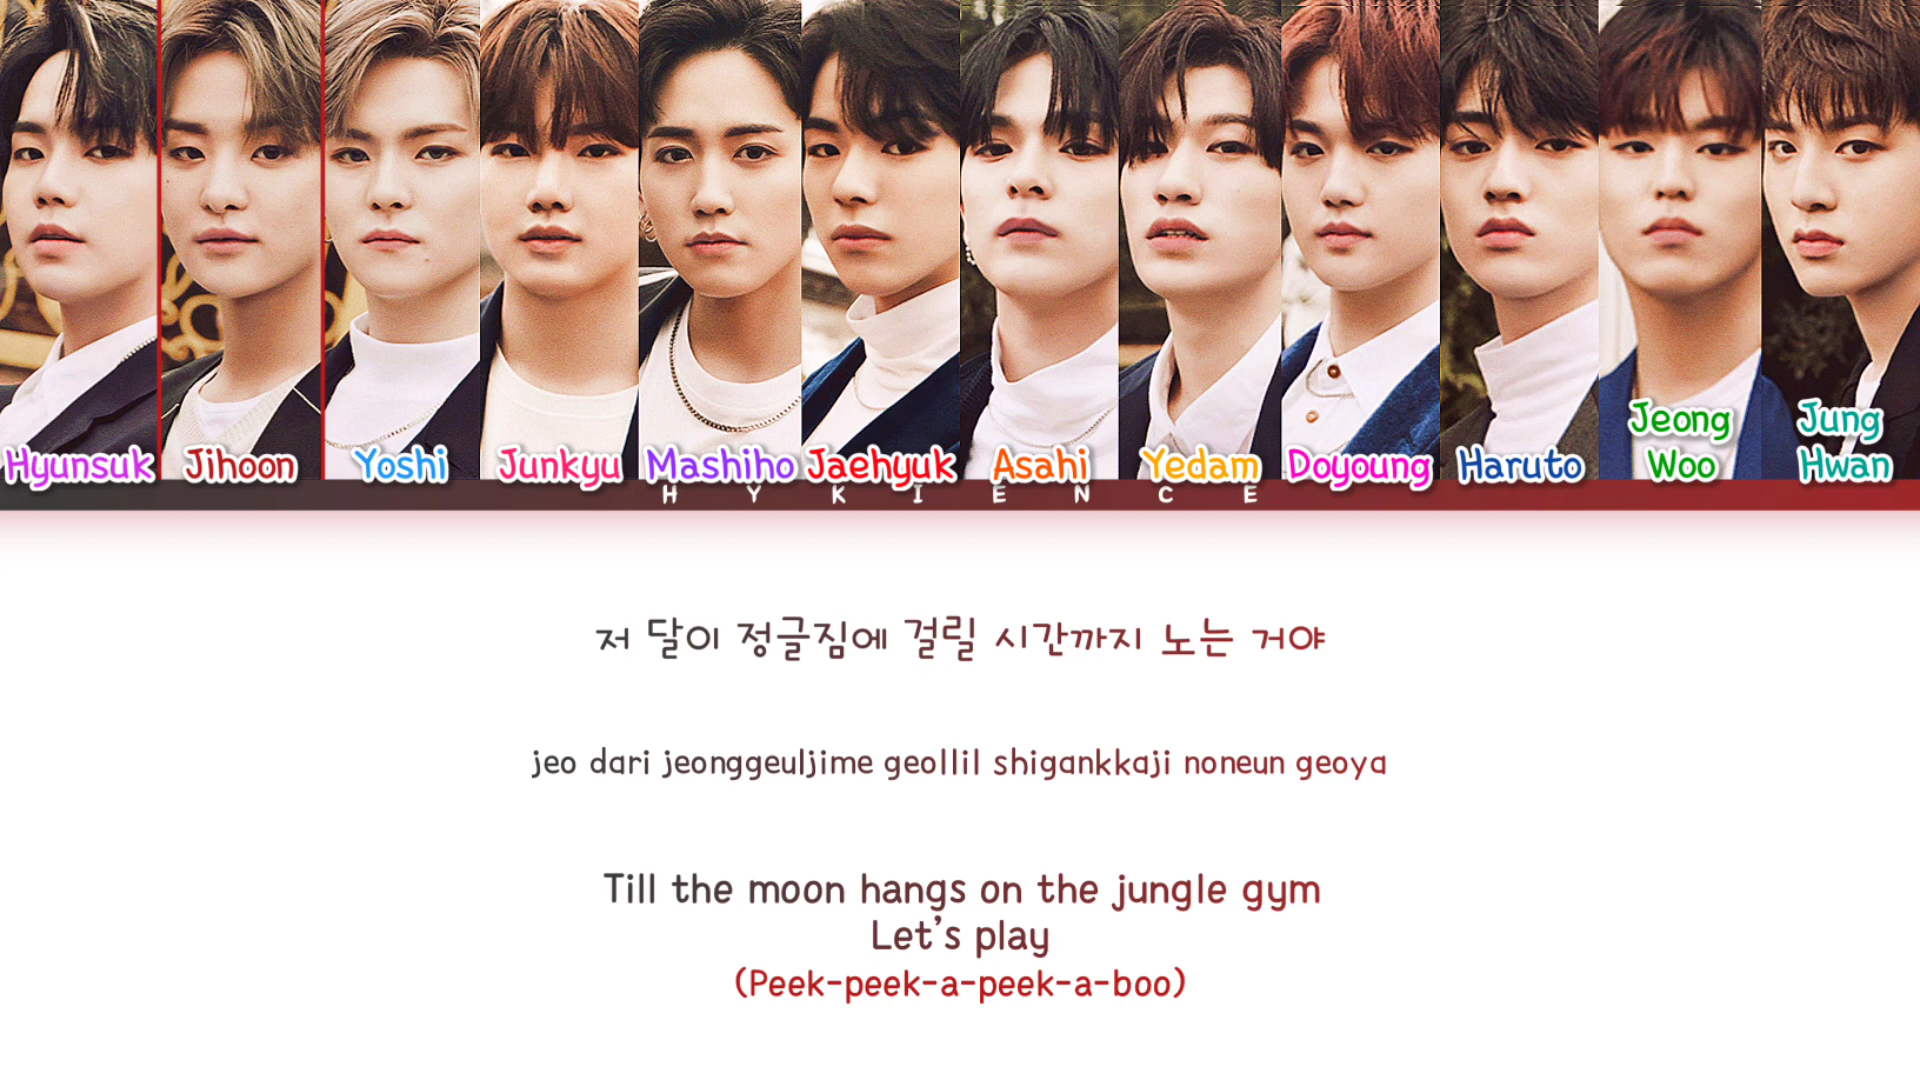 Hyunsuk
Jihoon
Yoshi
Junkyu
Mashiho
Jaehyuk
Asahi
Yedam
Doyoung
Haruto
Jeong
Woo
Jung
Hwan
HYKIENCE
저 달이 정글짐에 걸릴 시간까지 노는 거야
jeo dari jeonggeuljime geollil shigankkaji noneun geoya
Till the moon hangs on the jungle gym
Let's play
(Peek-peek-a-peek-a-boo)